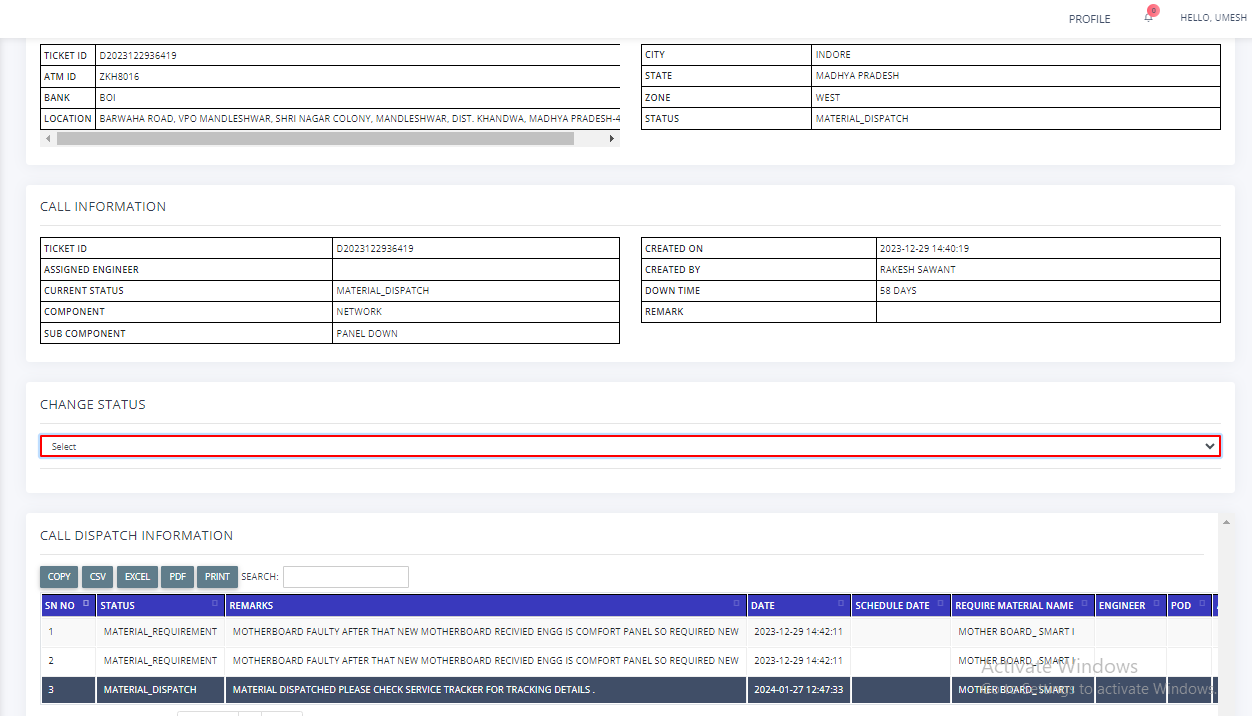 PROFILE
0
HELLO, UMESH
TICKET ID D2023122936419
ATM ID ZKH8016
BANK BOI
LOCATION BARWAHA ROAD, VPO MANDLESHWAR, SHRI NAGAR COLONY, MANDLESHWAR, DIST. KHANDWA, MADHYA PRADESH-4
CITY INDORE
STATE MADHYA PRADESH
ZONE WEST
STATUS MATERIAL_DISPATCH
CALL INFORMATION
TICKET ID D2023122936419
ASSIGNED ENGINEER
CURRENT STATUS MATERIAL_DISPATCH
COMPONENT NETWORK
SUB COMPONENT PANEL DOWN
CREATED ON 2023-12-29 14:40:19
CREATED BY RAKESH SAWANT
DOWN TIME 58 DAYS
REMARK
CHANGE STATUS
Select
CALL DISPATCH INFORMATION
COPY CSV EXCEL PDF PRINT SEARCH:
SN NO STATUS REMARKS DATE SCHEDULE DATE REQUIRE MATERIAL NAME ENGINEER POD
1 MATERIAL_REQUIREMENT MOTHERBOARD FAULTY AFTER THAT NEW MOTHERBOARD RECIVIED ENGG IS COMFORT PANEL SO REQUIRED NEW 2023-12-29 14:42:11 MOTHER BOARD_ SMART I
2 MATERIAL_REQUIREMENT MOTHERBOARD FAULTY AFTER THAT NEW MOTHERBOARD RECIVIED ENGG IS COMFORT PANEL SO REQUIRED NEW 2023-12-29 14:42:11 MOTHER BOARD_ SMART I
3 MATERIAL_DISPATCH MATERIAL DISPATCHED PLEASE CHECK SERVICE TRACKER FOR TRACKING DETAILS . 2024-01-27 12:47:33 MOTHER BOARD_ SMART I
Activate Windows
Go to Settings to activate Windows.